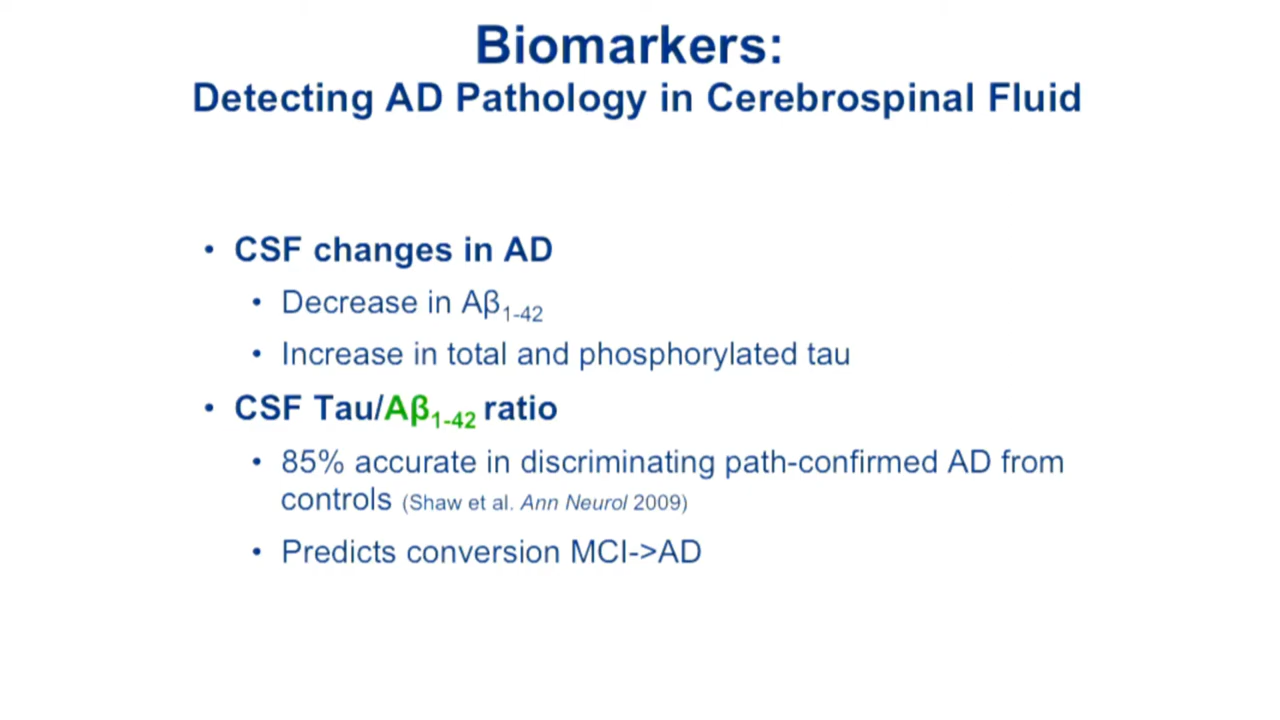 Biomarkers:
Detecting AD Pathology in Cerebrospinal Fluid
• CSF changes in AD
• Decrease in Aβ1-42
• Increase in total and phosphorylated tau
• CSF Tau/Aβ1-42 ratio
• 85% accurate in discriminating path-confirmed AD from
controls (Shaw et al. Ann Neurol 2009)
• Predicts conversion MCI->AD